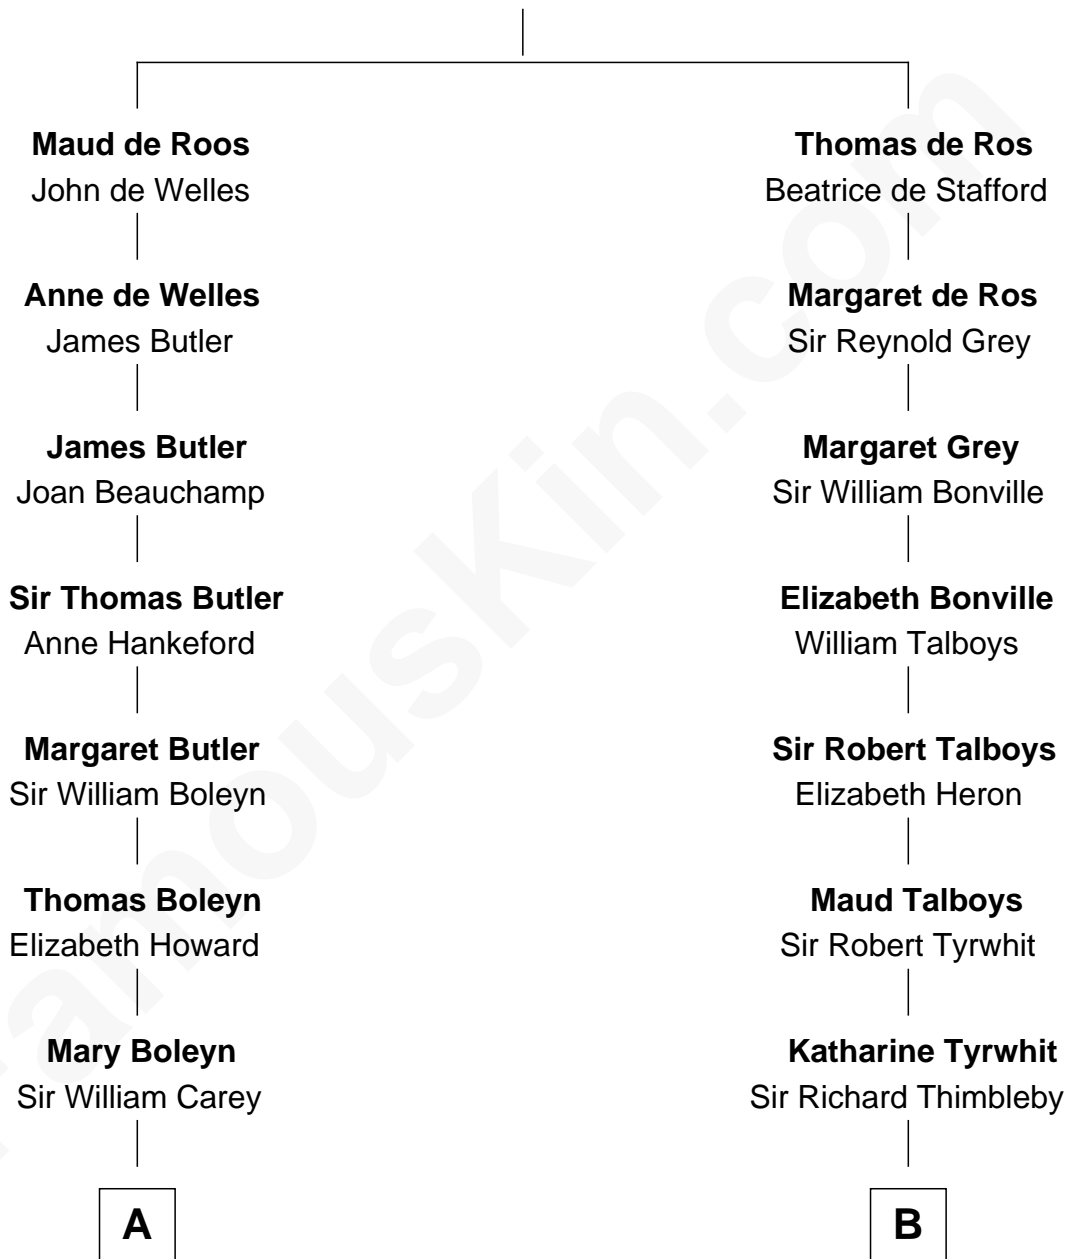 Maud de Roos
John de Welles
Thomas de Ros
Beatrice de Stafford
Anne de Welles
James Butler
Margaret de Ros
Sir Reynold Grey
James Butler
Joan Beauchamp
Margaret Grey
Sir William Bonville
Sir Thomas Butler
Anne Hankeford
Elizabeth Bonville
William Talboys
Margaret Butler
Sir William Boleyn
Sir Robert Talboys
Elizabeth Heron
Thomas Boleyn
Elizabeth Howard
Maud Talboys
Sir Robert Tyrwhit
Mary Boleyn
Sir William Carey
Katharine Tyrwhit
Sir Richard Thimbleby
A
B
FamousKin.com